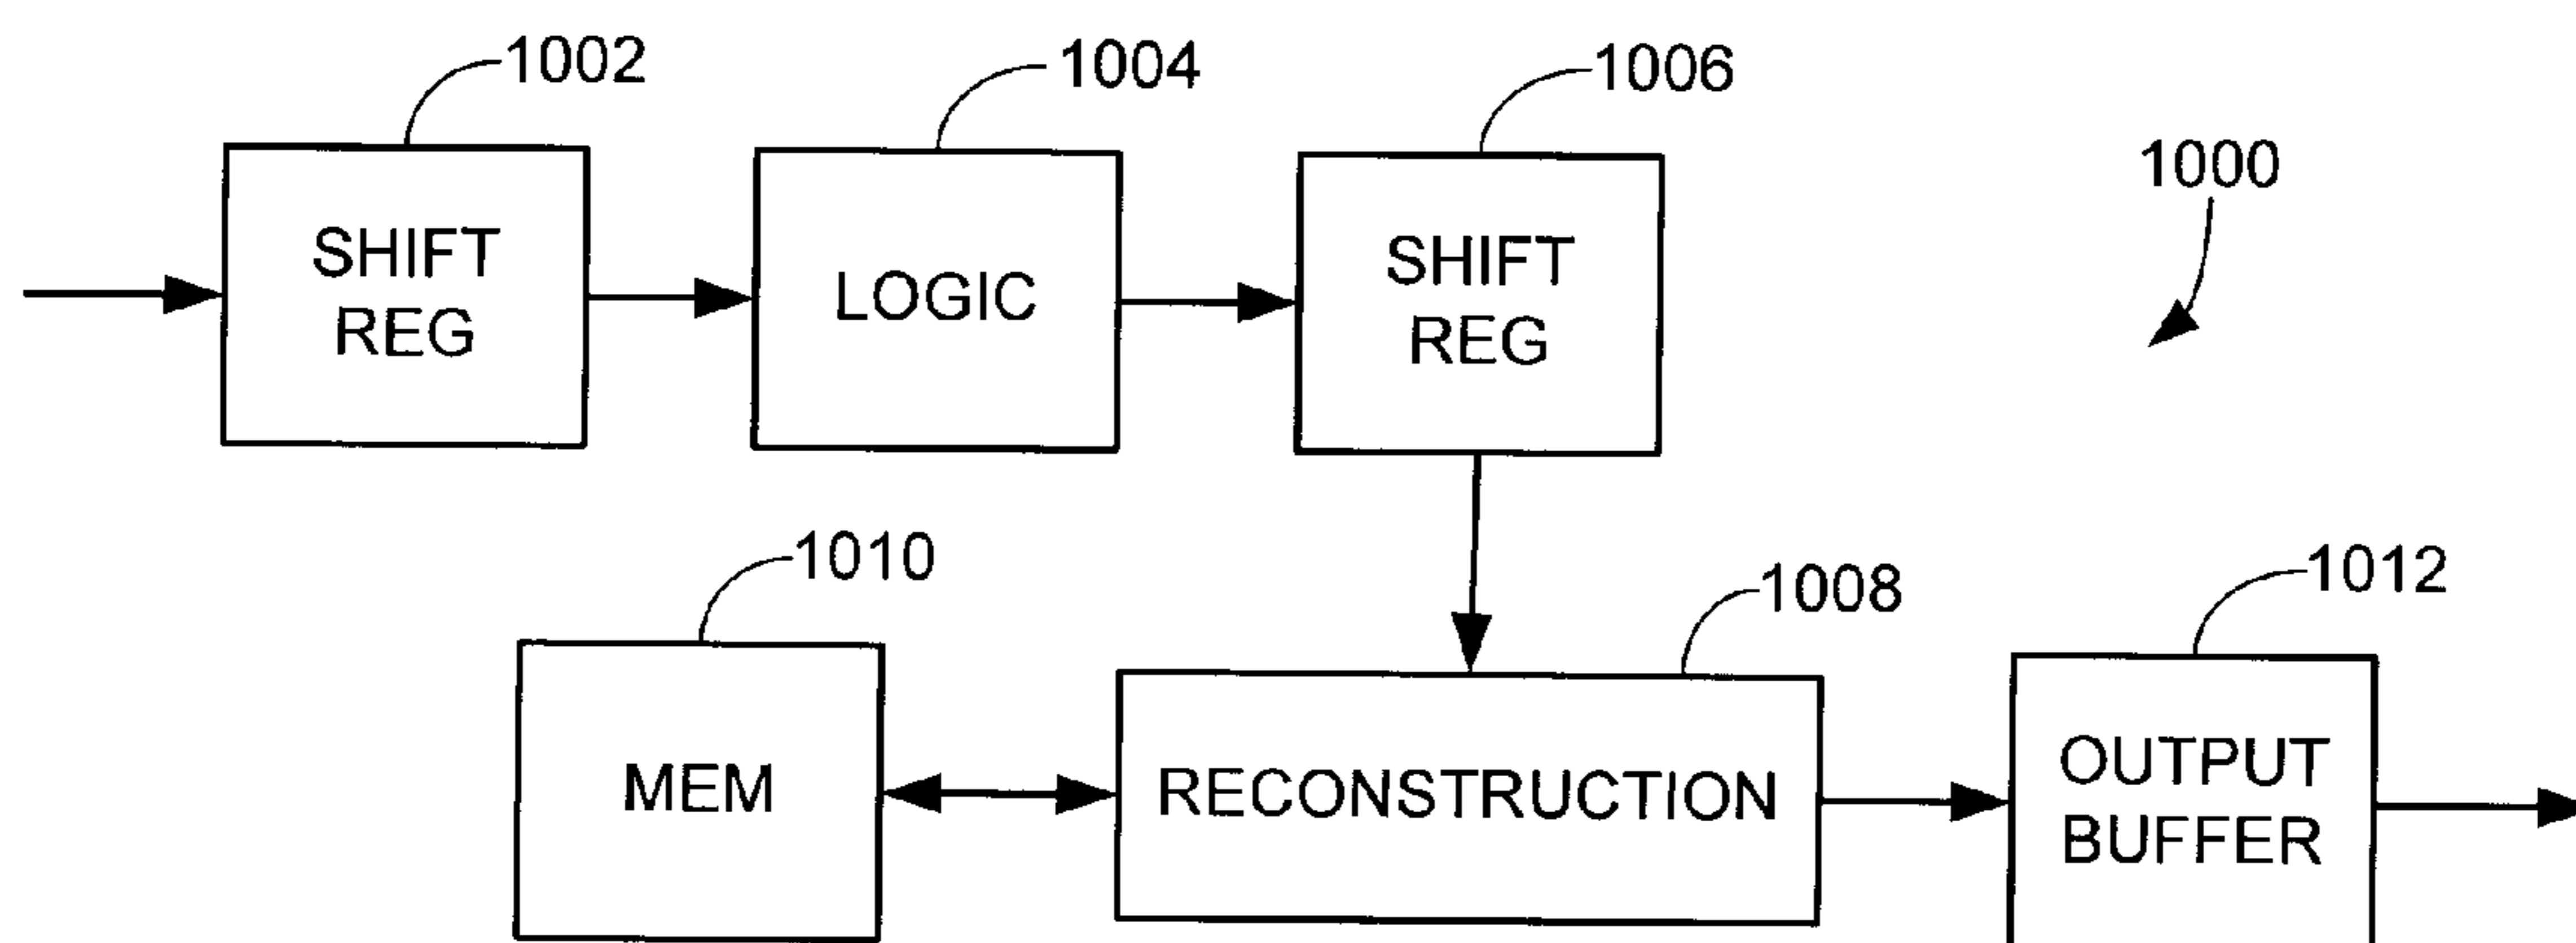 1002
1004
1006
1000
SHIFT
REG
LOGIC
SHIFT
REG
1010
1008
1012
MEM
RECONSTRUCTION
OUTPUT
BUFFER